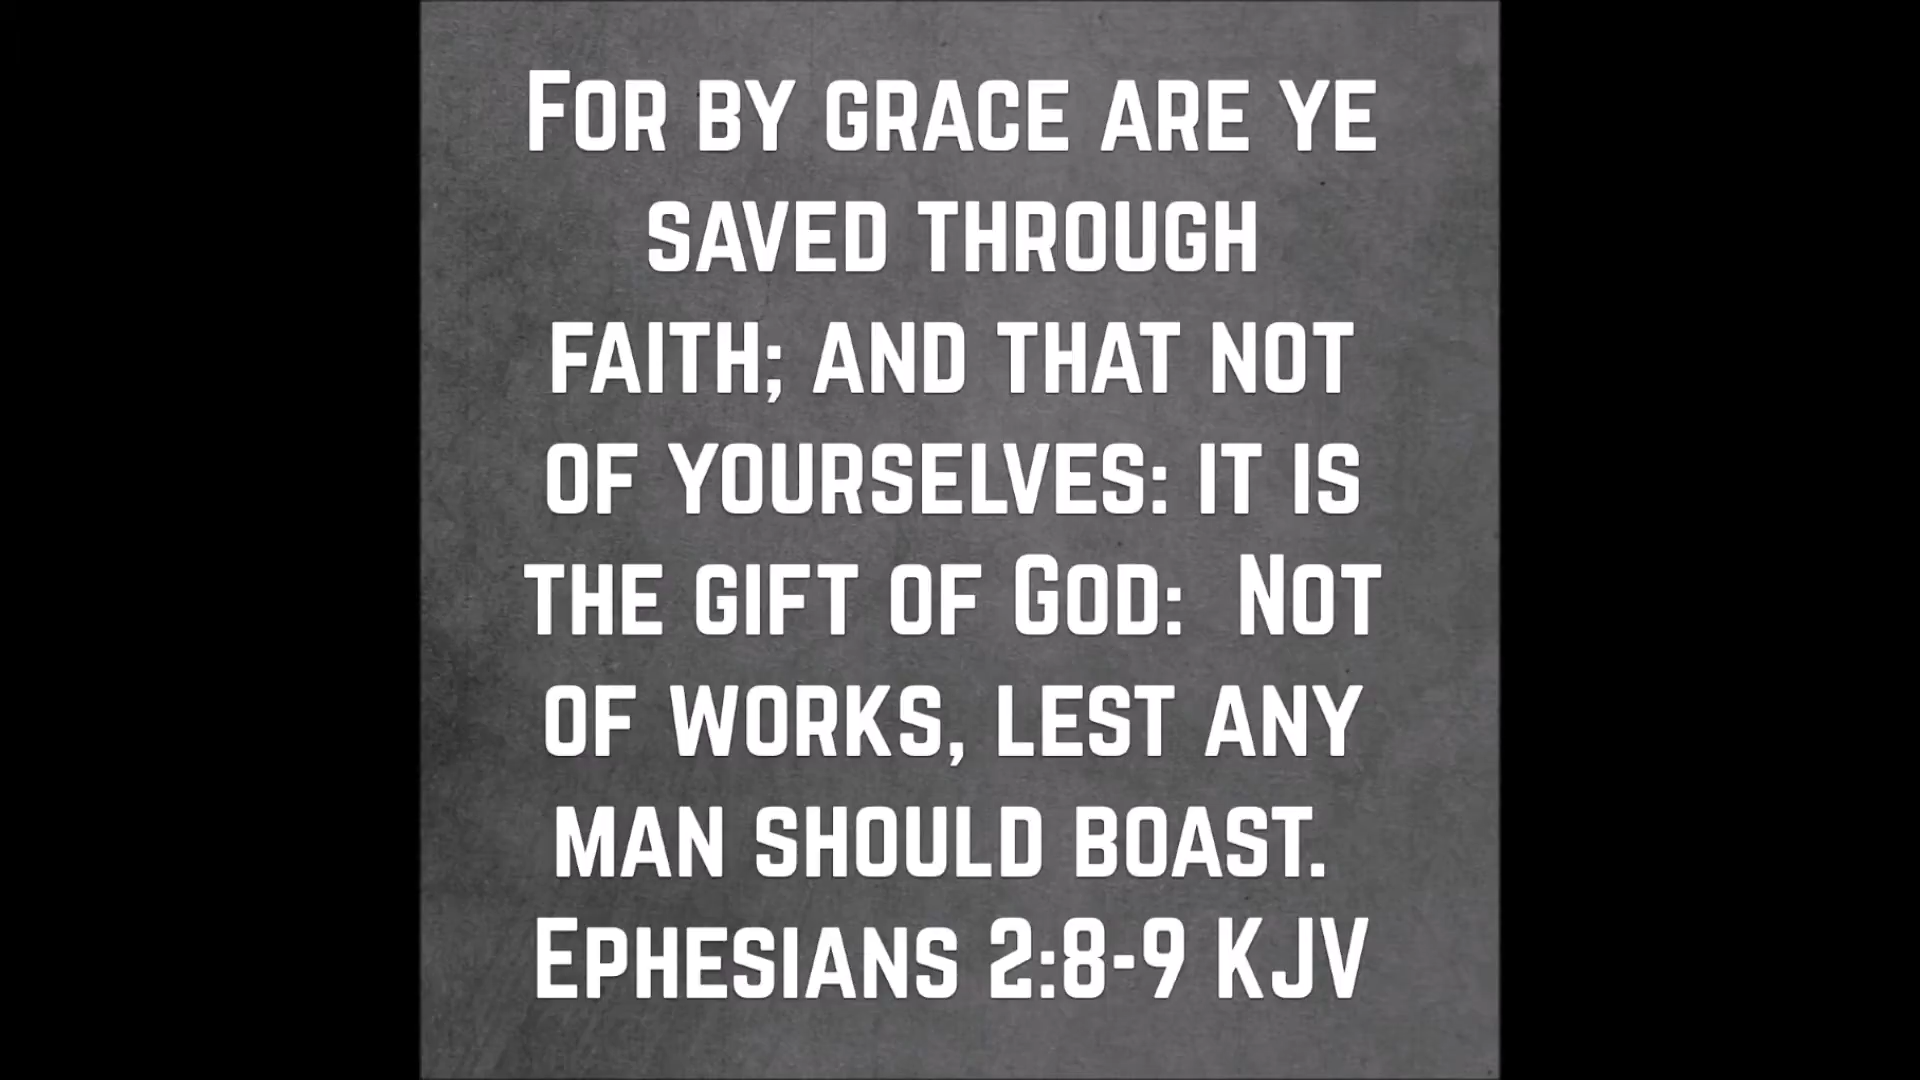 For by grace are ye
saved through
faith; and that not
of yourselves: it is
the gift of God:  Not
of works, lest any
man should boast.
Ephesians 2:8-9 KJV